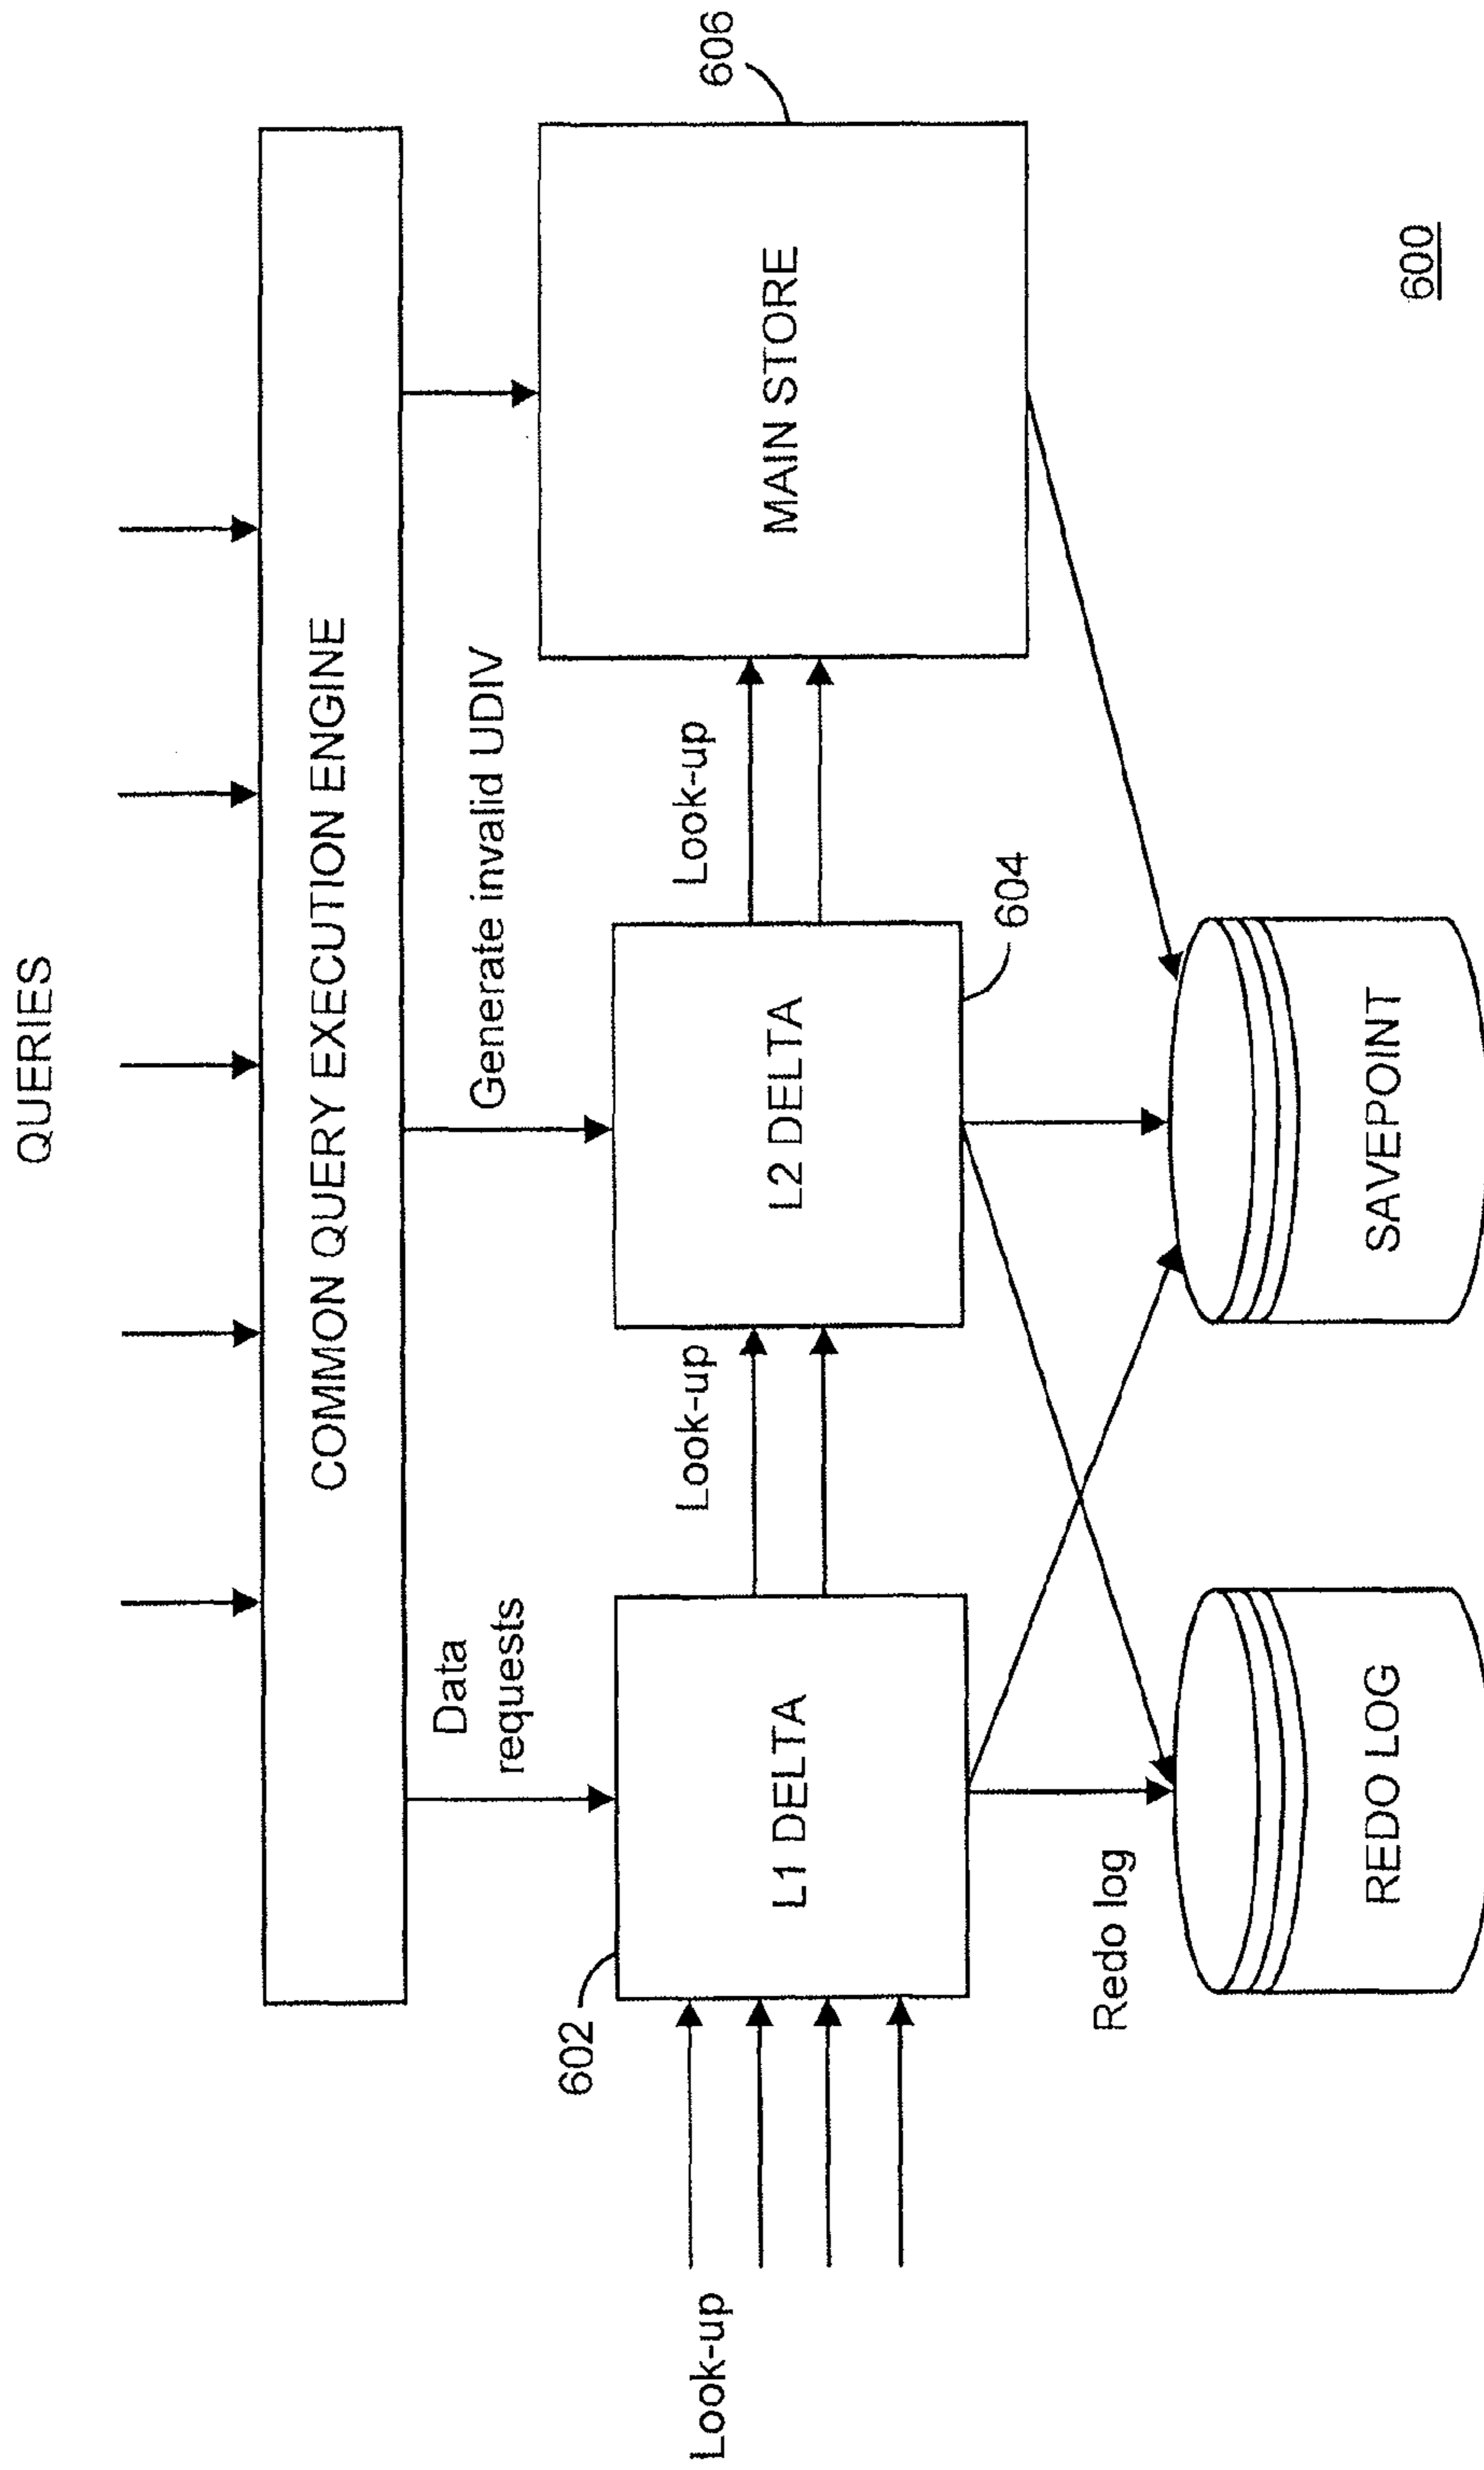 QUERIES
COMMON QUERY EXECUTION ENGINE
Data
requests
Generate invalid UDIV
602
Look-up
L1 DELTA
Look-up
L2 DELTA
604
Look-up
MAIN STORE
606
Redo log
REDO LOG
SAVEPOINT
600